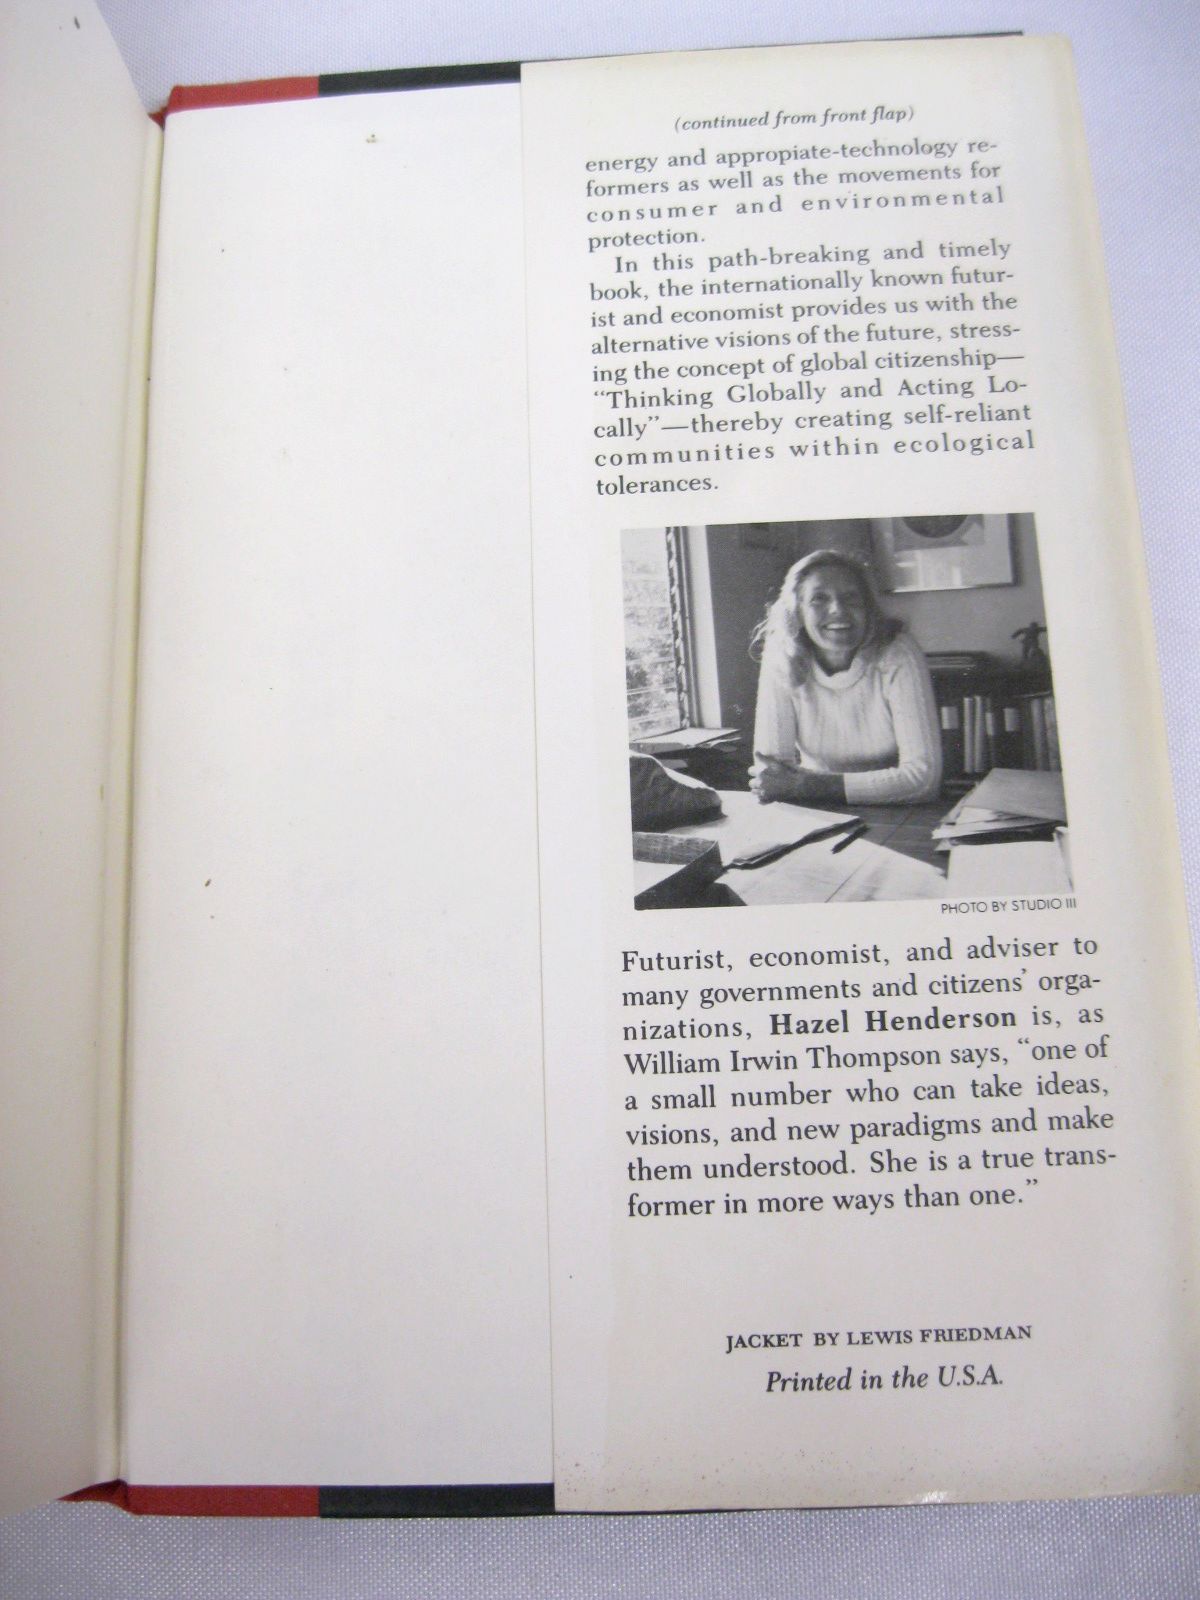 (continued from front flap)
energy and appropiate-technology re-
formers as well as the movements for
consumer and environmental
protection.
In this path-breaking and timely
book, the internationally known futur-
ist and economist provides us with the
alternative visions of the future, stress-
ing the concept of global citizenship—
“Thinking Globally and Acting Lo-
cally”—thereby creating self-reliant
communities within ecological
tolerances.
PHOTO BY STUDIO III
Futurist, economist, and adviser to
many governments and citizens’ orga-
nizations, Hazel Henderson is, as
William Irwin Thompson says, “one of
a small number who can take ideas,
visions, and new paradigms and make
them understood. She is a true trans-
former in more ways than one.”
JACKET BY LEWIS FRIEDMAN
Printed in the U.S.A.